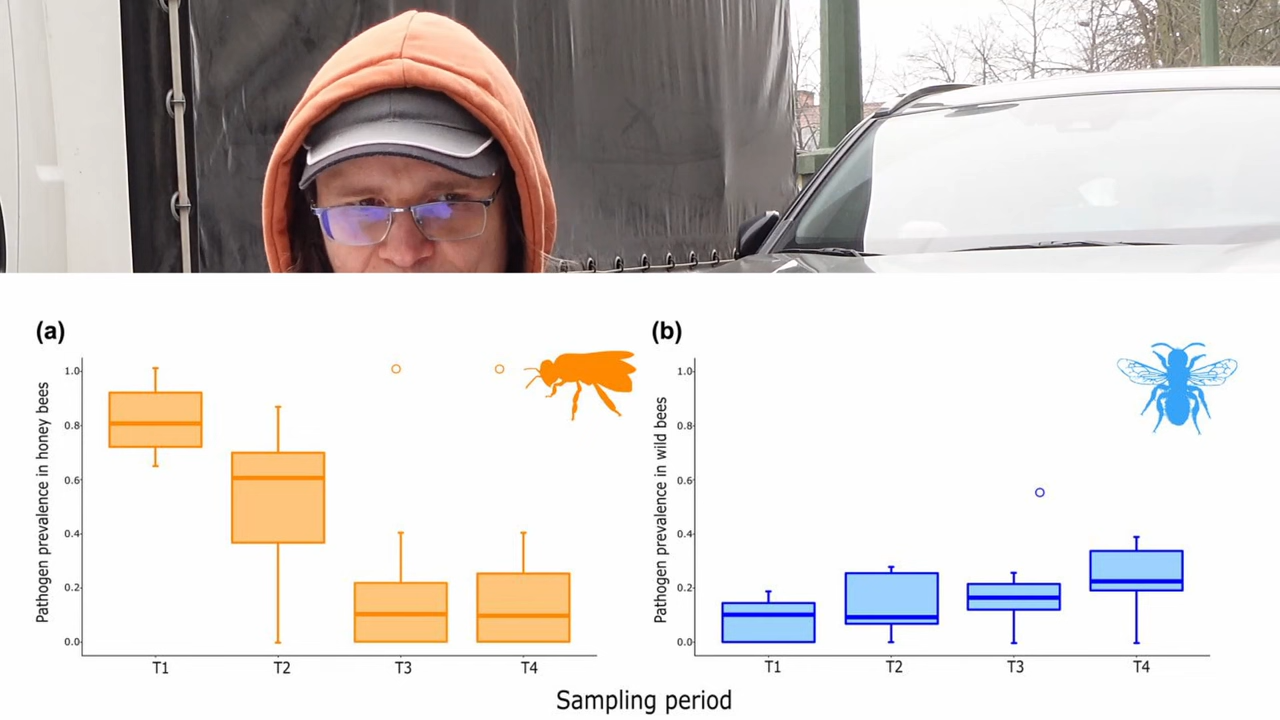 (a)
Pathogen prevalence in honey bees
1.0
0.8
0.6
0.4
0.2
0.0
T1 T2 T3 T4
(b)
Pathogen prevalence in wild bees
1.0
0.8
0.6
0.4
0.2
0.0
T1 T2 T3 T4
Sampling period